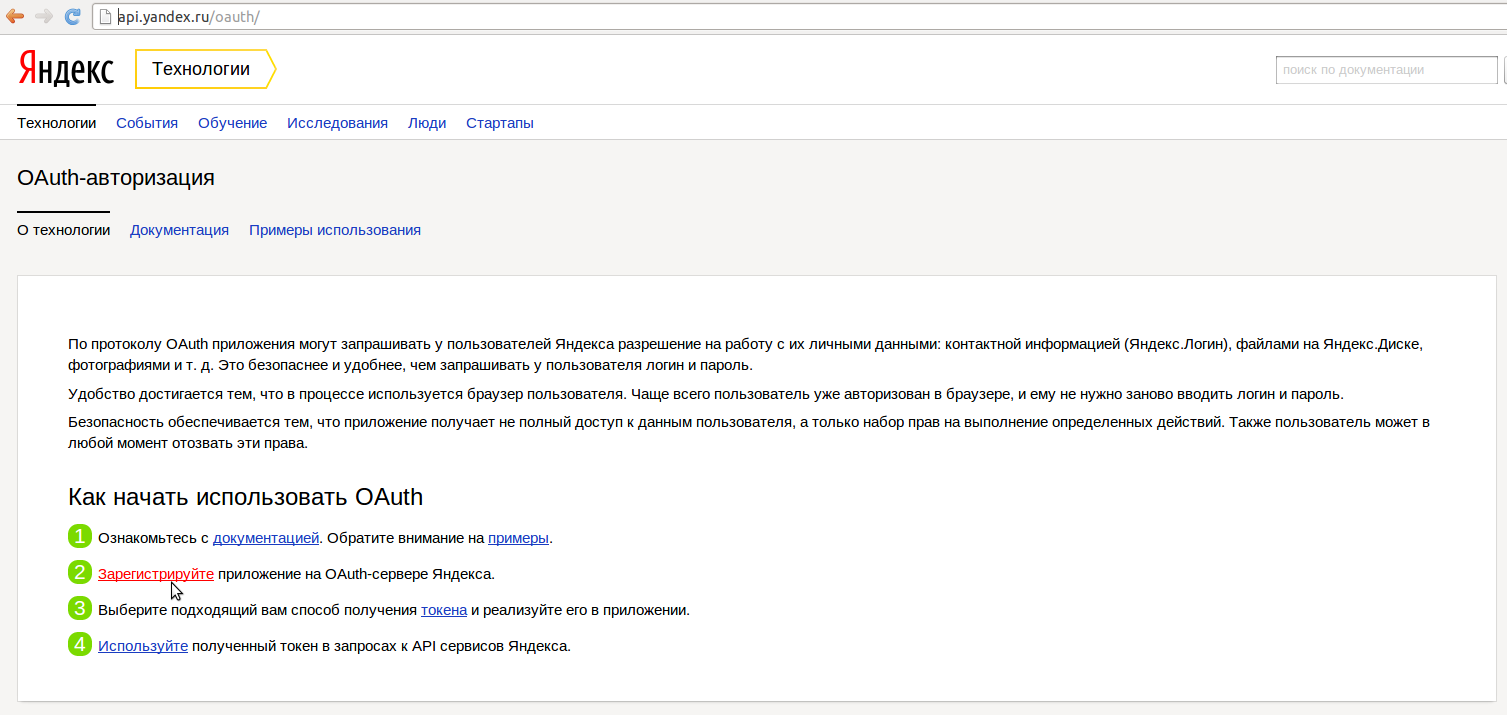 api.yandex.ru/oauth/
Яндекс
Технологии
поиск по документации
Технологии События Обучение Исследования Люди Стартапы
OAuth-авторизация
О технологии Документация Примеры использования
По протоколу OAuth приложения могут запрашивать у пользователей Яндекса разрешение на работу с их личными данными: контактной информацией (Яндекс.Логин), файлами на Яндекс.Диске,
фотографиями и т. д. Это безопаснее и удобнее, чем запрашивать у пользователя логин и пароль.
Удобство достигается тем, что в процессе используется браузер пользователя. Чаще всего пользователь уже авторизован в браузере, и ему не нужно заново вводить логин и пароль.
Безопасность обеспечивается тем, что приложение получает не полный доступ к данным пользователя, а только набор прав на выполнение определенных действий. Также пользователь может в
любой момент отозвать эти права.
Как начать использовать OAuth
1 Ознакомьтесь с документацией. Обратите внимание на примеры.
2 Зарегистрируйте приложение на OAuth-сервере Яндекса.
3 Выберите подходящий вам способ получения токена и реализуйте его в приложении.
4 Используйте полученный токен в запросах к API сервисов Яндекса.